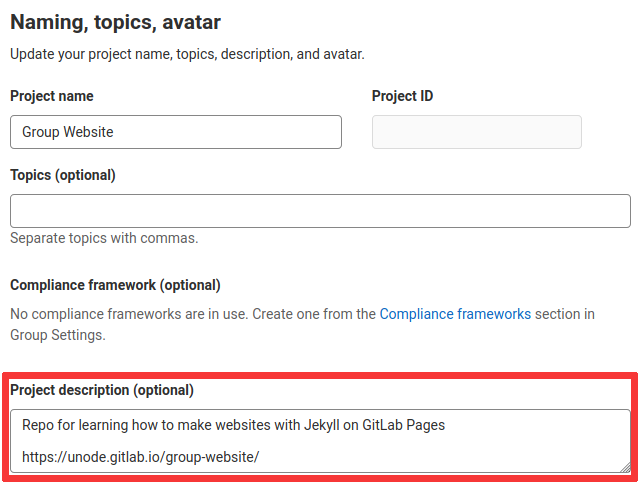 Naming, topics, avatar
Update your project name, topics, description, and avatar.
Project name
Project ID
Group Website
Topics (optional)
Separate topics with commas.
Compliance framework (optional)
No compliance frameworks are in use. Create one from the Compliance frameworks section in
Group Settings.
Project description (optional)
Repo for learning how to make websites with Jekyll on GitLab Pages
https://unode.gitlab.io/group-website/